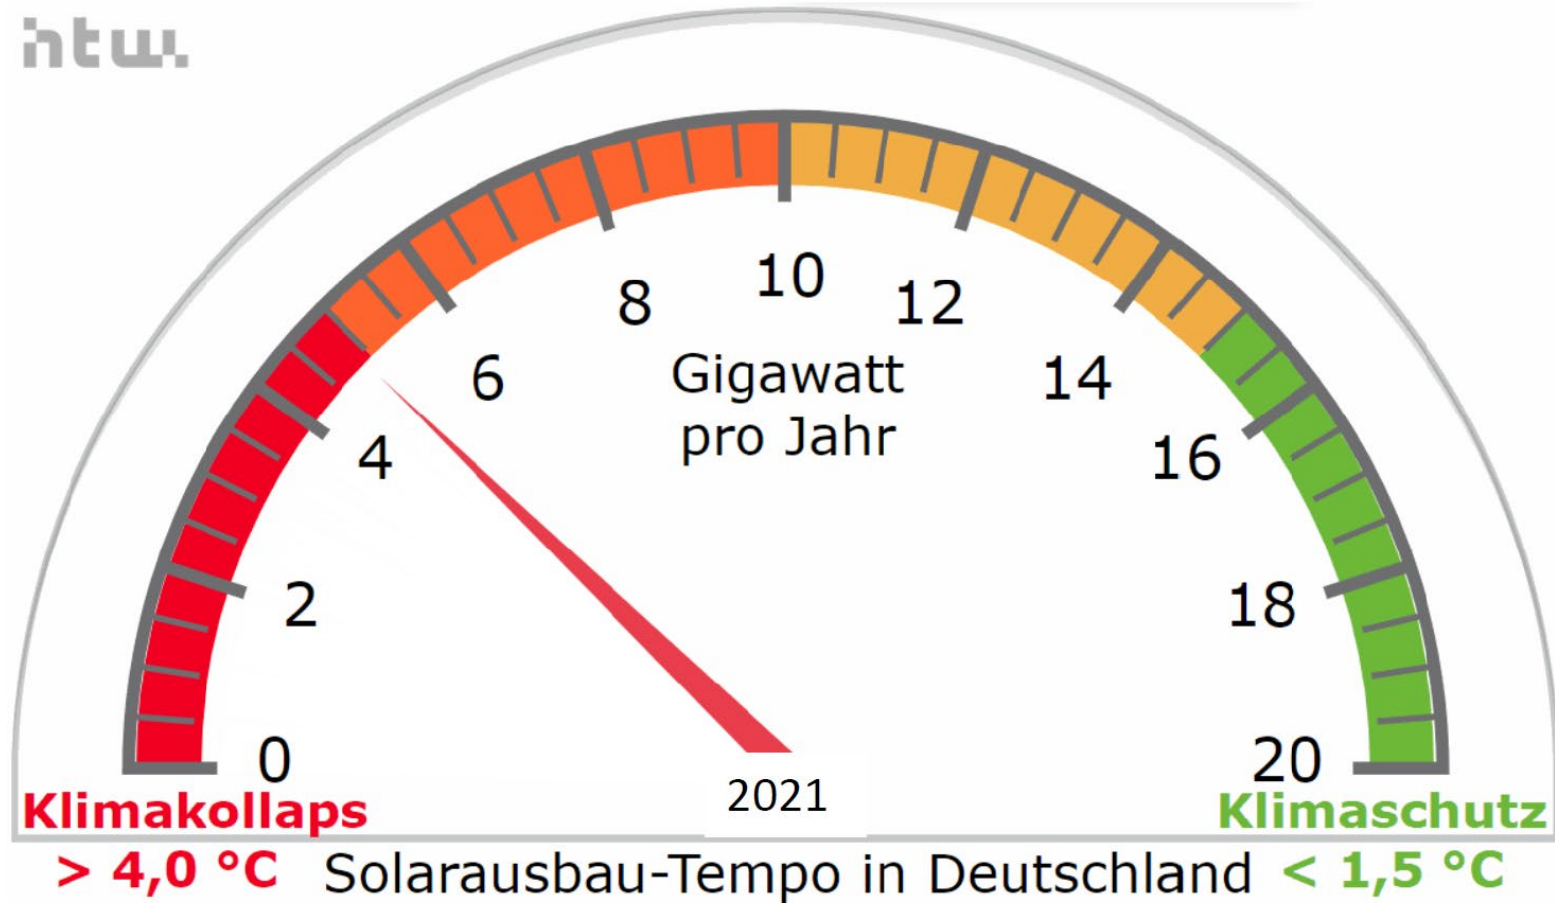 htw.
10
8
12
Gigawatt
pro Jahr
6
14
4
16
2
18
0
20
2021
Klimakollaps
Klimaschutz
> 4,0 °C
Solarausbau-Tempo in Deutschland
< 1,5 °C